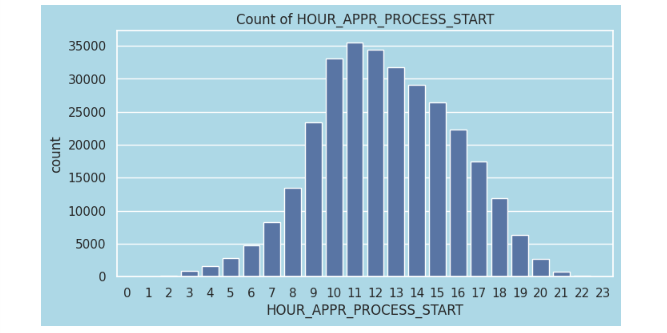 Count of HOUR_APPR_PROCESS_START
35000
30000
25000
20000
15000
10000
5000
0
count
0 1 2 3 4 5 6 7 8 9 10 11 12 13 14 15 16 17 18 19 20 21 22 23
HOUR_APPR_PROCESS_START